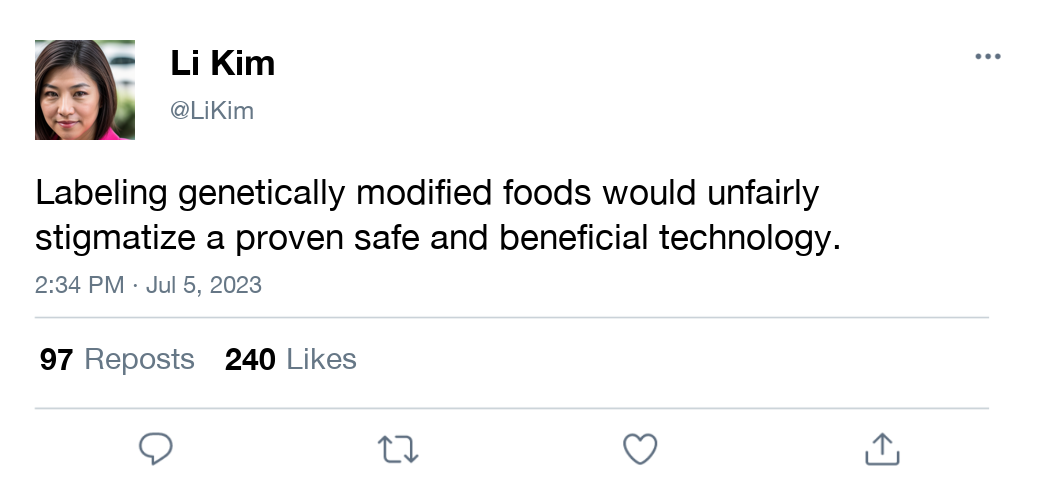 Li Kim
@LiKim
Labeling genetically modified foods would unfairly
stigmatize a proven safe and beneficial technology.
2:34 PM · Jul 5, 2023
97 Reposts 240 Likes